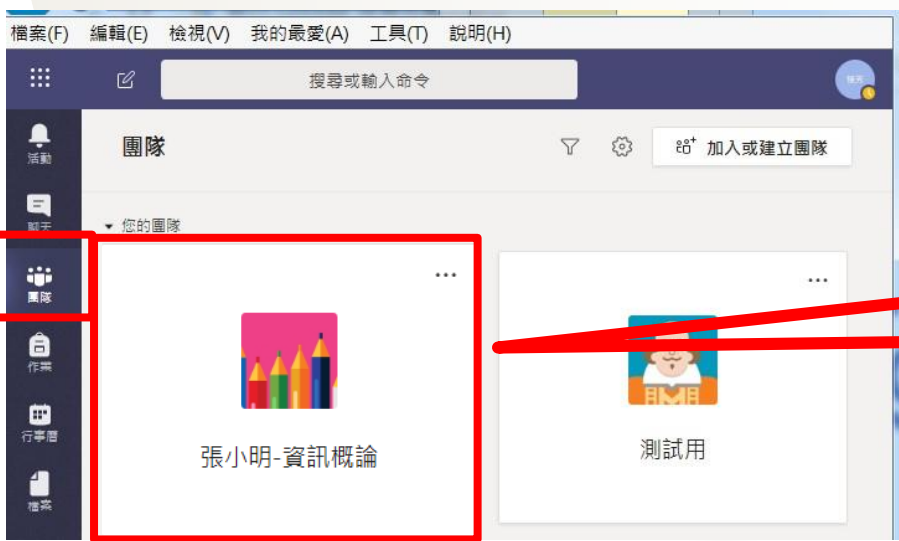 檔案(F) 編輯(E) 檢視(V) 我的最愛(A) 工具(T) 說明(H)
搜尋或輸入命令
活動
團隊
加入或建立團隊
聊天
▼ 您的團隊
...
...
團隊
作業
行事曆
張小明-資訊概論
測試用
檔案